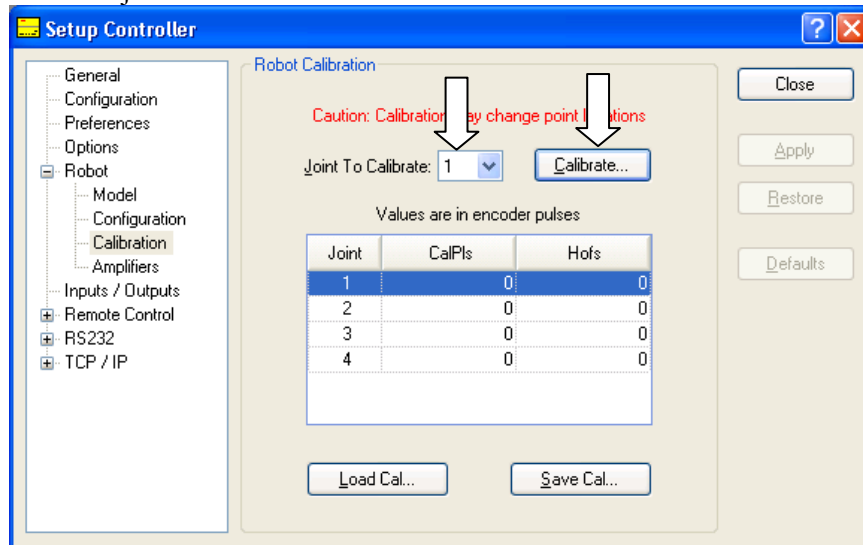 Setup Controller
General
Configuration
Preferences
Options
Robot
Model
Configuration
Calibration
Amplifiers
Inputs / Outputs
Remote Control
RS232
TCP / IP
Robot Calibration
Caution: Calibration ay change point ations
Joint To Calibrate: 1 Calibrate...
Values are in encoder pulses
Joint CalPls Hofs
1 0 0
2 0 0
3 0 0
4 0 0
Load Cal... Save Cal...
Close
Apply
Restore
Defaults